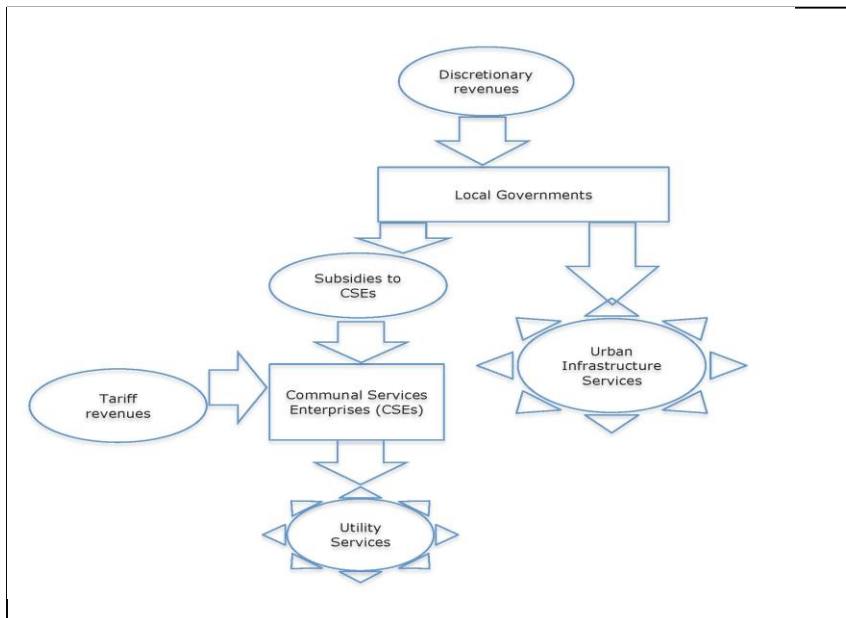 Discretionary
revenues
Local Governments
Subsidies to
CSEs
Urban
Infrastructure
Services
Tariff
revenues
Communal Services
Enterprises (CSEs)
Utility
Services